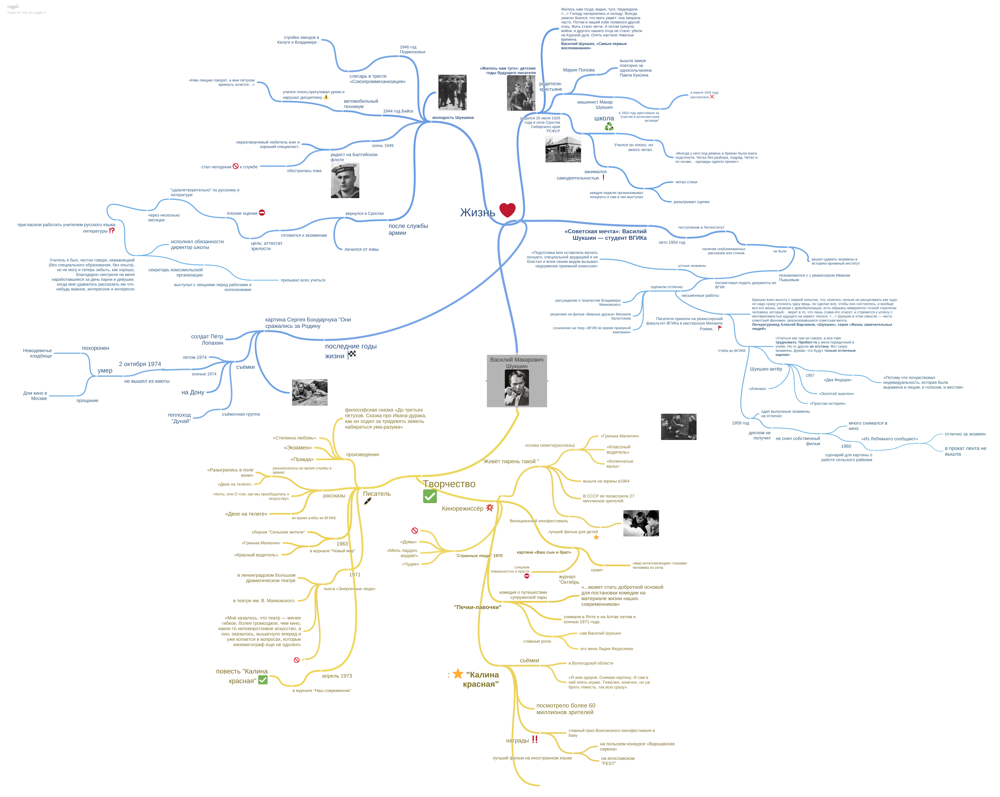 coggle
made for free at coggle.it
Жилось нам тогда, видно, туго. Недоедали.
<...> Голоду натерпелись и холоду. Всегда
ужасно боялся, что мать умрет: она хворала
часто. Потом в нашей избе появился другой
отец. Жить стало легче. А потом грянула
война, и другого нашего отца не стало: убили
на Курской дуге. Опять настали тяжелые
времена.
Василий Шукшин, «Самые первые
воспоминания»
«Жилось нам туго»: детские
годы будущего писателя
родители-
крестьяне
Мария Попова
вышла замуж
повторно за
односельчанина
Павла Куксина
машинист Макар
Шукшин
в 1933 году арестовали за
"участие в антисоветском
заговоре"
в апреле 1933 года
расстреляли
родился 25 июля 1929
года в селе Сростки
Сибирского края
РСФСР
школа
Учился он плохо, но
много читал.
«Всегда у него под ремень в брюках была книга
подоткнута. Читал без разбора, подряд. Читал и
по ночам… однажды одеяло прожег»
занимался
самодеятельностью
каждую неделю организовывал
концерты и сам в них выступал
читал стихи
разыгрывал сценки
стройка заводов в
Калуге и Владимире :
1946 год
Подмосковье
слесарь в тресте
«Союзпроммеханизация»
«Нам лекцию говорят, а мне петухом
крикнуть хочется…»
учился плохо,прогуливал уроки и
нарушал дисциплину
автомобильный
техникум
1944 год Бийск
молодость Шукшина
неразговорчивый любитель книг и
хороший специалист.
осень 1949
радист на Балтийском
флоте
стал негодным к службе
обострилась язва
"удовлетворительно" по русскому и
литературе
через несколько
месяцев :
плохие оценки
вернулся в Сростки
после службы
армии
готовился к экзаменам
цель: аттестат
зрелости
лечился от язвы
пригласили работать учителем русского языка
литературы
исполнял обязанности
директор школы
Учитель я был, честно говоря, неважнецкий
(без специального образования, без опыта),
но не могу и теперь забыть, как хорошо,
благодарно смотрели на меня
наработавшиеся за день парни и девушки,
когда мне удавалось рассказать им что-
нибудь важное, интересное и интересно
секретарь комсомольской
организации
выступал с лекциями перед рабочими и
колхозниками
призывал всех учиться
Жизнь
«Советская мечта»: Василий
Шукшин — студент ВГИКа
лето 1954 год
поступление в Литинститут
наличие опубликованных
рассказов или стихов.
не было
решил сдавать экзамены в
историко-архивный институт
познакомился с с режиссером Иваном
Пырьевым
посоветовал подать документы во
ВГИК
устные экзамены
«Подготовка моя оставляла желать
лучшего, специальной эрудицией я не
блистал и всем своим видом вызывал
недоумение приемной комиссии»
письменные работы
оценили отлично
рассуждение о творчестве Владимира
Маяковского
рецензию на фильм «Верные друзья» Михаила
Калатозова
сочинение на тему «ВГИК во время приемной
кампании»
Писателя приняли на режиссерский
факультет ВГИКа в мастерскую Михаила
Ромма. :
Шукшин взял высоту с первой попытки, что, конечно, нельзя не расценивать как чудо,
но надо сразу уточнить одну вещь: он сделал все, чтобы оно состоялось, и вообще
вся его жизнь, начиная с демобилизации, есть образец невероятно точной стратегии
человека, который… верит в то, что лишь слава его спасет, и стремится к успеху с
неотвратимостью идущего на нерест лосося. <...> Шукшин в этом смысле — чисто
советский феномен, реализовавшаяся советская мечта.
Литературовед Алексей Варламов, «Шукшин», серия «Жизнь замечательных
людей»
Учёба во ВГИКЕ
«Учиться как там ни говори, а все-таки
трудновато. Пробел-то у меня порядочный в
учебе. Но от других не отстану. Вот скоро
экзамены. Думаю, что будут только отличные
оценки»
Шукшин-актёр
1957
«Два Федора»
«Потому что почувствовал
индивидуальность, которая была
выражена и лицом, и голосом, и жестом»
«Аленка»
«Золотой эшелон»
«Простая история»
1959 год
сдал выпускные экзамены
на отлично
диплом не
получил
не снял собственный
фильм
много снимался в
кино
1960
«Из Лебяжьего сообщают»
сценарий для картины о
работе сельского райкома
отлично за экзамен
в прокат лента не
вышла
картина Сергея Бондарчука "Они
сражались за Родину
последние годы
жизни
солдат Пётр
Лопахин
летом 1974
съёмки
осенью 1974
2 октября 1974
не вышел из каюты
умер
похоронен
Новодевичье
кладбище
прощание
Дом кино в
Москве
на Дону
съёмочная группа
теплоход
"Дунай"
Василий Макарович
Шукшин
Творчество
философская сказка «До третьих
петухов. Сказка про Ивана-дурака,
как он ходил за тридевять земель
набираться ума-разума»
«Степкина любовь».
«Экзамен»
«Правда»
произведения
Писатель
ранние(написы во время службы в
армии)
«Разыгрались в поле
кони»
«Двое на телеге»
рассказы
«Киты, или О том, как мы приобщались к
искусству»
«Двое на телеге»
во время учёбы во ВГИКЕ
сборник "Сельские жители"
1963
«Гринька Малюгин»
«Красный водитель».
в журнале "Новый мир"
1971
пьеса «Энергичные люди»
в ленинградском Большом
драматическом театре
в театре им. В. Маяковского.
«Мне казалось, что театр — менее
гибкое, более громоздкое, чем кино,
какое-то неповоротливое искусство, а
оно, оказалось, вышагнуло вперед и
уже копается в вопросах, которые
кинематограф еще не одолел»
:
апрель 1973
в журнале "Наш современник"
повесть "Калина
красная"
Кинорежиссёр
"Живёт парень такой "
основа сюжета(рассказы)
«Гринька Малюгин»
«Классный
водитель»
«Коленчатые
валы»
вышла на экраны в1964
В СССР ее посмотрели 27
миллионов зрителей
Веницианский кинофестиваль
лучший фильм для детей
"Странные люди" 1970
«Думы»
«Миль пардон,
мадам!»
«Чудик»
картина «Ваш сын и брат»
сюжет
«мир интеллигенции» глазами
человека из села
журнал
"Октябрь
слишком
поверхностно и просто
"Печки-лавочки"
комедия о путешествии
супружеской пары
«...может стать добротной основой
для постановки комедии на
материале жизни наших
современников»
снимали в Ялте и на Алтае летом и
осенью 1971 года
главные роли
сам Василий Шукшин
его жена Лидия Федосеева
: "Калина
красная"
сьёмки
в Вологодской области
«Я жив-здоров. Снимаю картину. И сам в
ней опять играю. Тяжелее, конечно, но уж
брать тяжесть, так всю сразу».
посмотрело более 60
миллионов зрителей
награды
главный приз Всесоюзного кинофестиваля в
Баку
лучший фильм на иностранном языке
на польском конкурсе «Варшавская
сирена»
на югославском
"FEST"